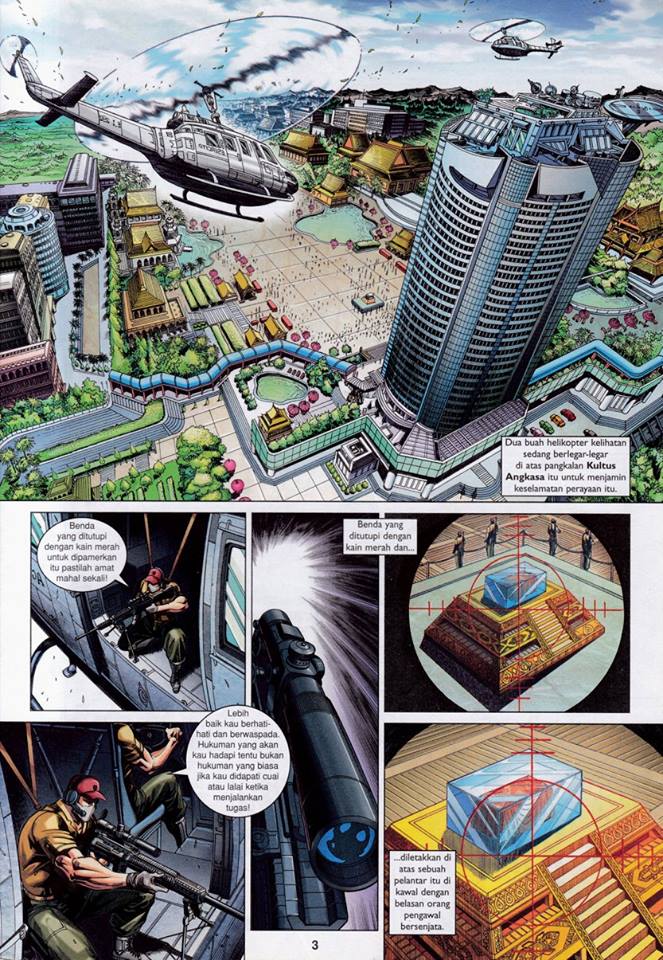 Dua buah helikopter kelihatan
sedang berlegar-legar
di atas pangkalan Kultus
Angkasa itu untuk menjamin
keselamatan perayaan itu.
Benda
yang ditutupi
dengan kain merah
untuk dipamerkan
itu pastilah amat
mahal sekali!
Benda yang
ditutupi dengan
kain merah dan...
Lebih
baik kau berhati-
hati dan berwaspada.
Hukuman yang akan
kau hadapi tentu bukan
hukuman yang biasa
jika kau didapati cuai
atau lalai ketika
menjalankan
tugas!
...diletakkan di
atas sebuah
pelantar itu di
kawal dengan
belasan orang
pengawal
bersenjata.
3